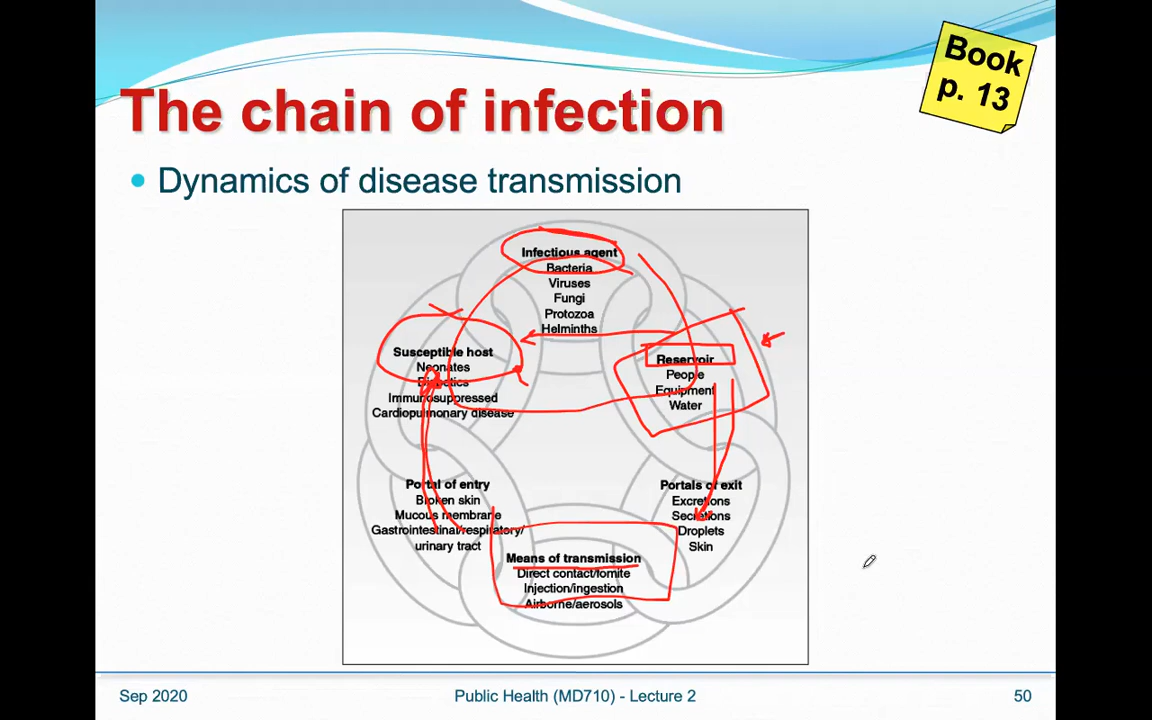 Book
p. 13
The chain of infection
Dynamics of disease transmission
Infectious agent
Bacteria
Viruses
Fungi
Protozoa
Helminths
Susceptible host
Neonates
Diabetics
Immunosuppressed
Cardiopulmonary disease
Reservoir
People
Equipment
Water
Portal of entry
Broken skin
Mucous membrane
Gastrointestinal/respiratory/
urinary tract
Portals of exit
Excretions
Secretions
Droplets
Skin
Means of transmission
Direct contact/fomite
Injection/ingestion
Airborne/aerosols
Sep 2020
Public Health (MD710) - Lecture 2
50